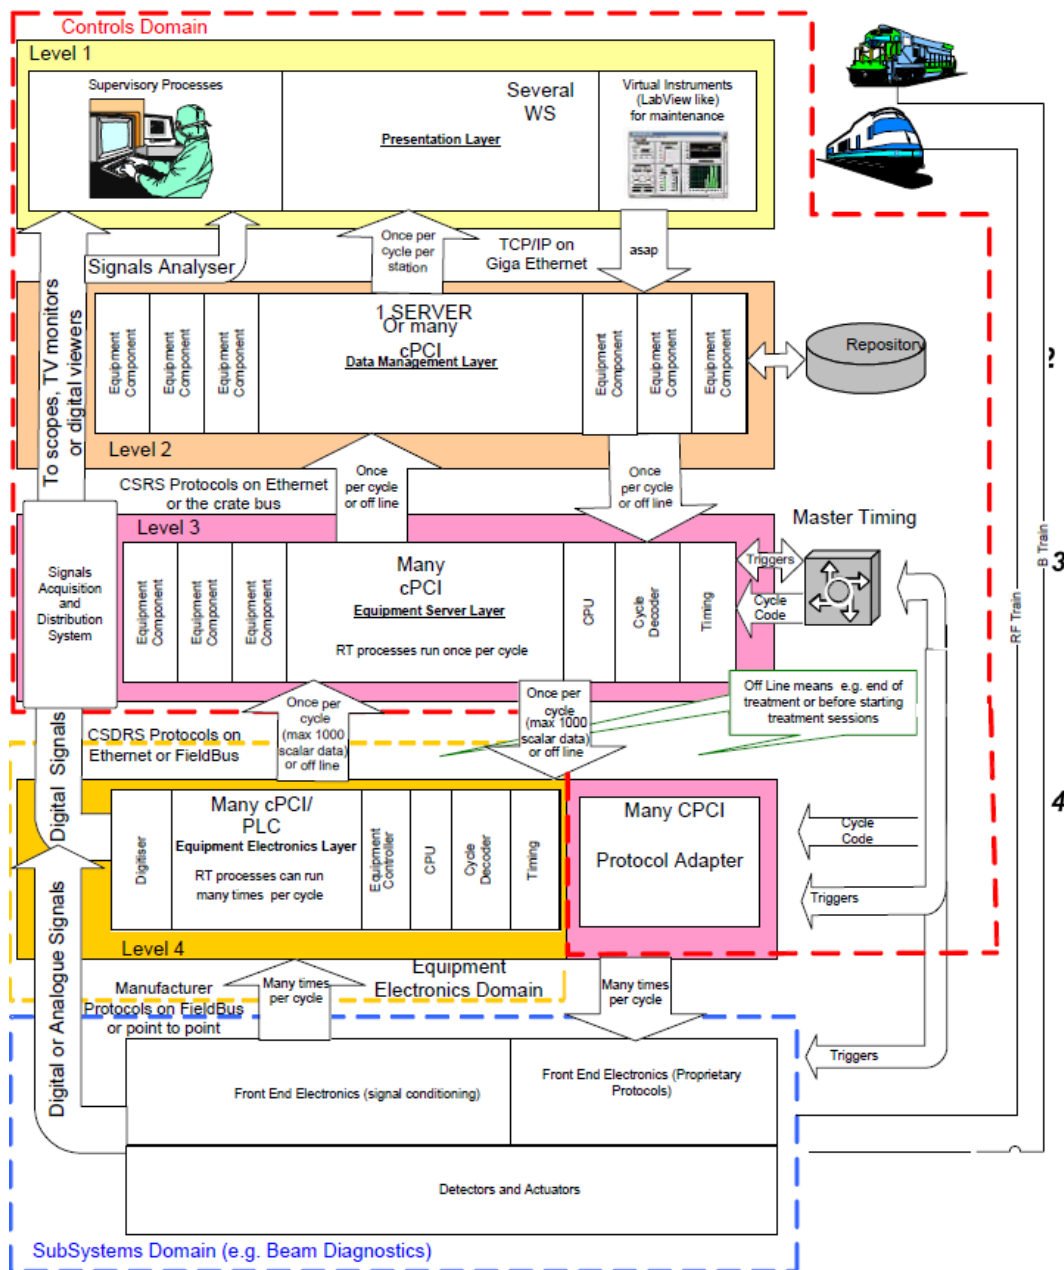 Controls Domain
Level 1
Supervisory Processes
Several
WS
Presentation Layer
Virtual Instruments
(LabView like)
for maintenance
Once per
cycle per
station
TCP/IP on
Giga Ethernet
asap
Signals Analyser
To scopes, TV monitors
or digital viewers
Equipment
Component
Equipment
Component
Equipment
Component
1 SERVER
Or many
cPCI
Data Management Layer
Equipment
Component
Equipment
Component
Equipment
Component
Repository
2
Level 2
CSRS Protocols on Ethernet
or the crate bus
Once
per cycle
or off line
Once
per cycle
or off line
Level 3
Master Timing
Signals
Acquisition
and
Distribution
System
Equipment
Component
Equipment
Component
Equipment
Component
Many
cPCI
Equipment Server Layer
RT processes run once per cycle
CPU
Cycle
Decoder
Timing
Triggers
Cycle
Code
B Train
3
RF Train
Once per
cycle
(max 1000
scalar data)
or off line
Once per
cycle
(max 1000
scalar data)
or off line
Off Line means e.g. end of
treatment or before starting
treatment sessions
CSDRS Protocols on
Ethernet or FieldBus
Digital Signals
Digitiser
Many cPCI/
PLC
Equipment Electronics Layer
RT processes can run
many times per cycle
Equipment
Controller
CPU
Cycle
Decoder
Timing
Many CPCI
Protocol Adapter
Cycle
Code
4
Triggers
Level 4
Equipment
Electronics Domain
Manufacturer
Protocols on FieldBus
or point to point
Many times
per cycle
Many times
per cycle
Triggers
Digital or Analogue Signals
Front End Electronics (signal conditioning)
Front End Electronics (Proprietary
Protocols)
Detectors and Actuators
SubSystems Domain (e.g. Beam Diagnostics)